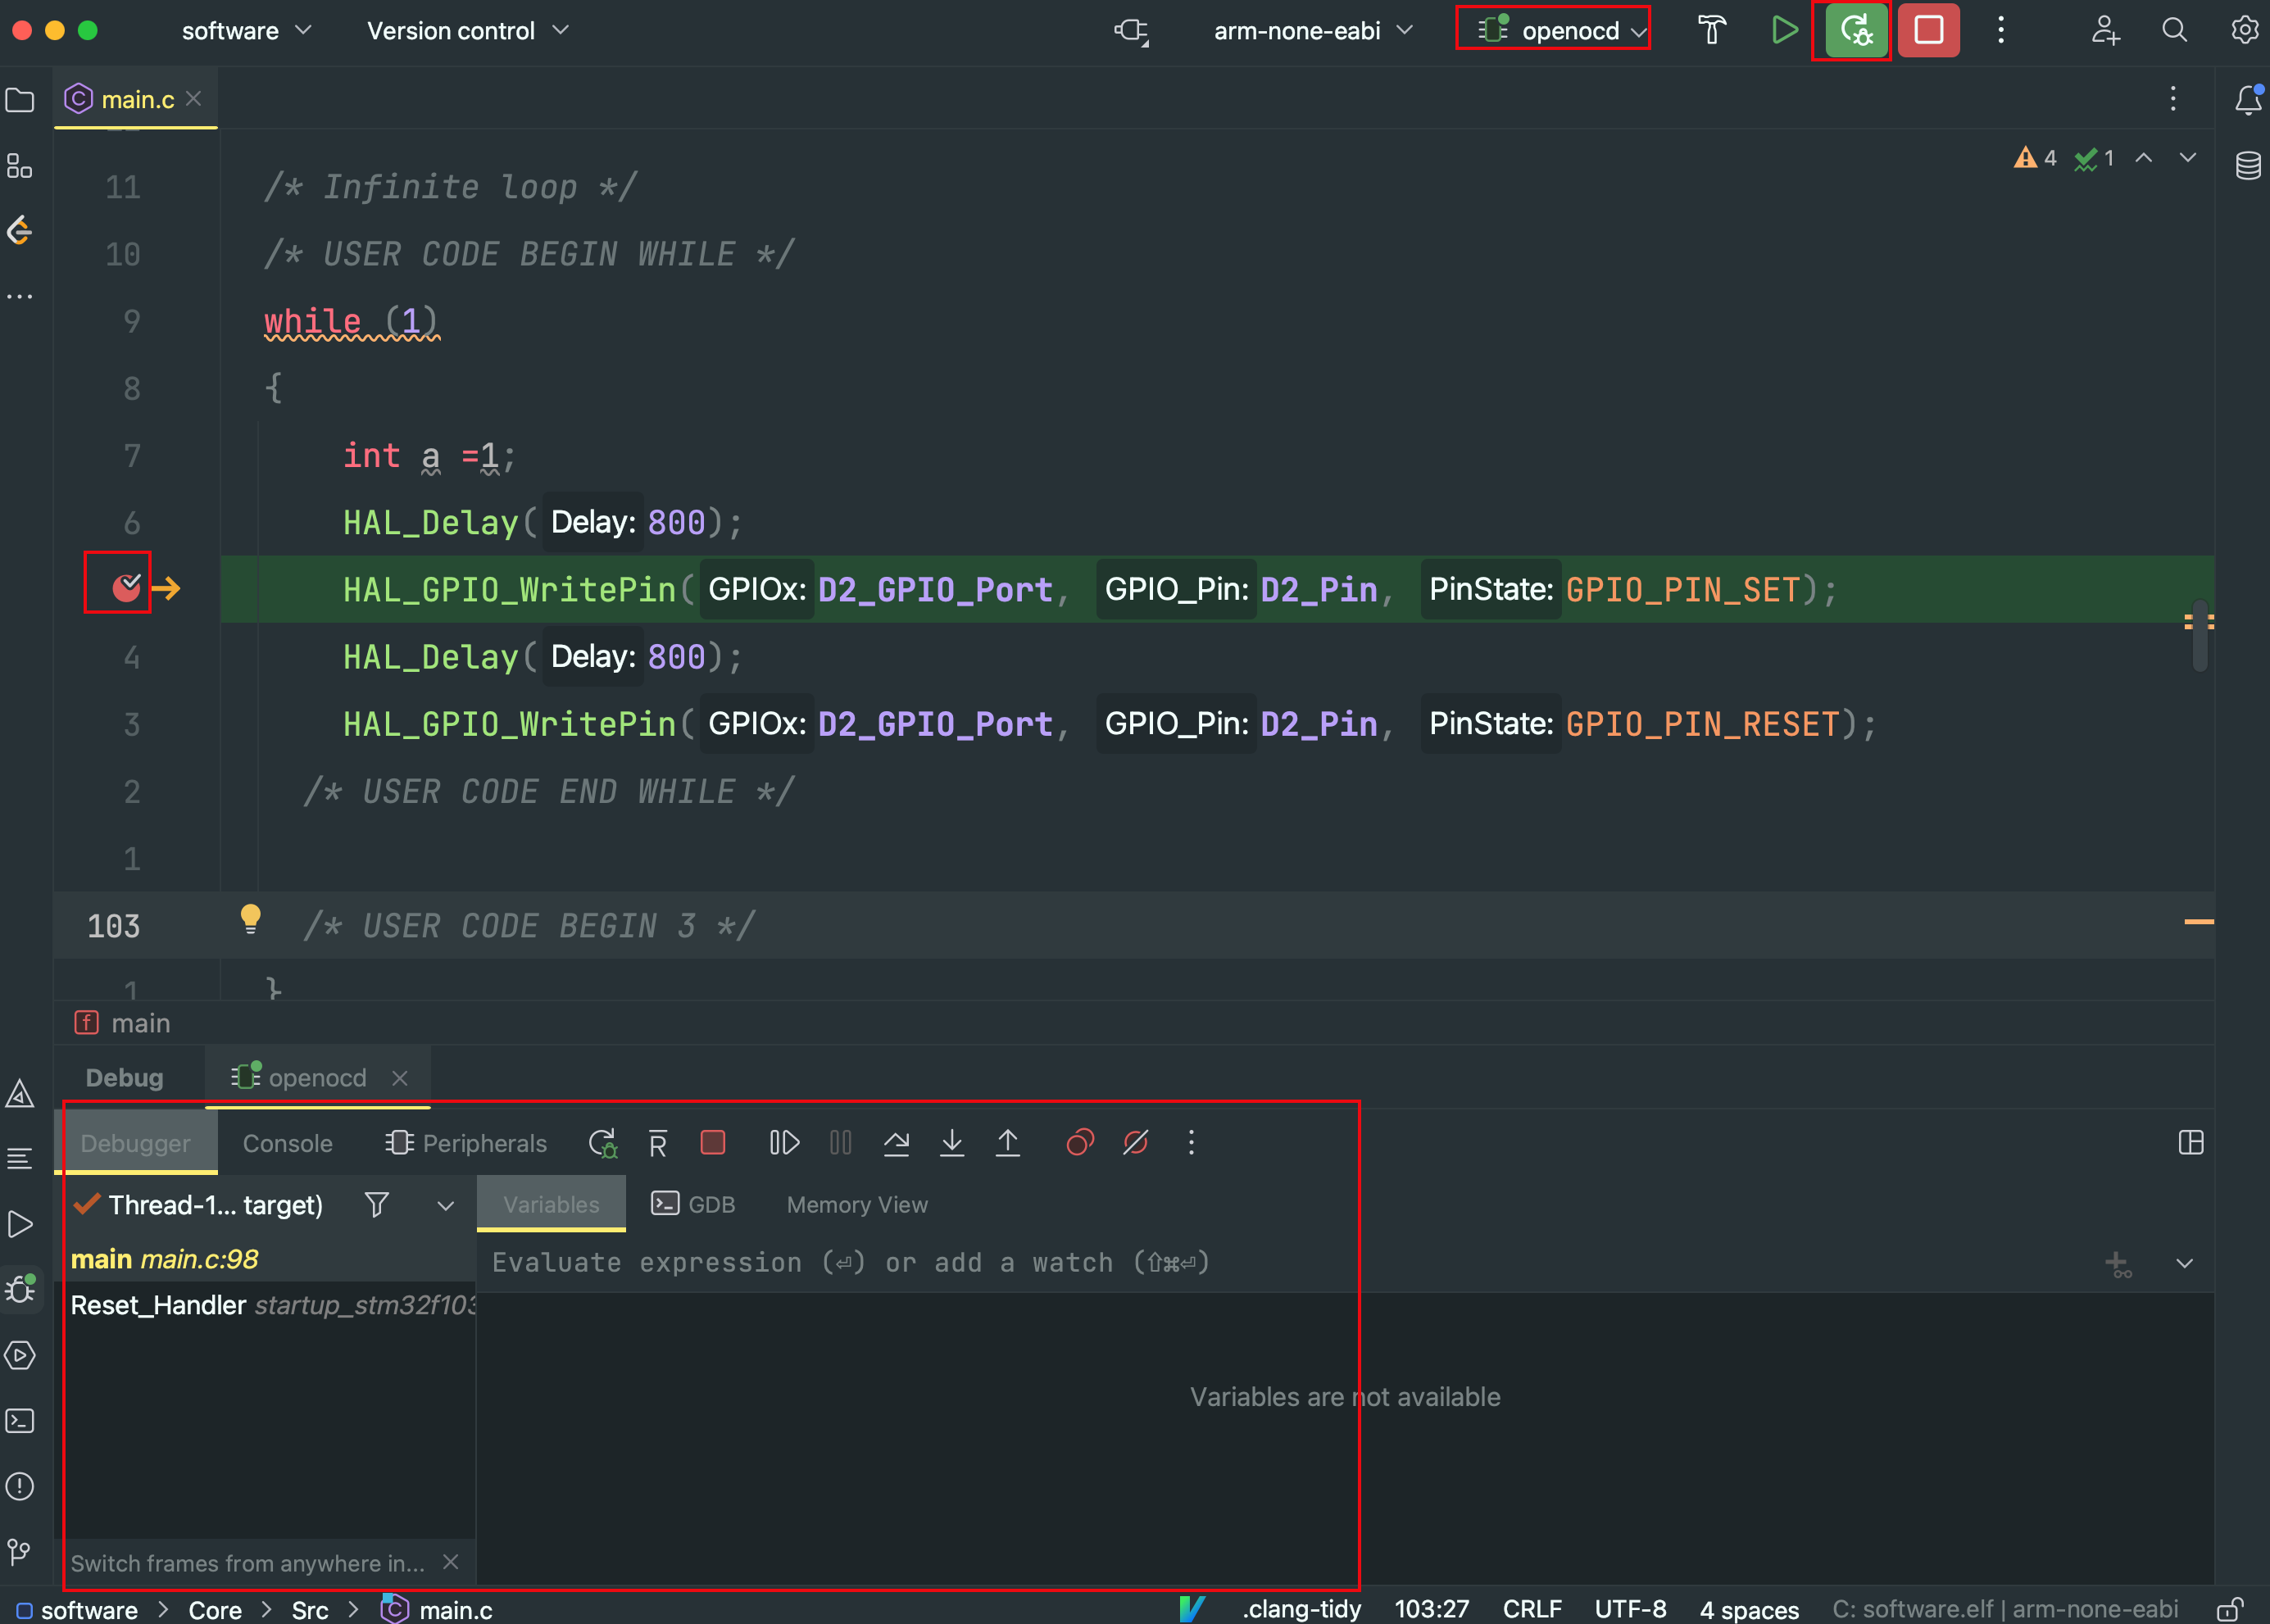 software Version control arm-none-eabi openocd
main.c
4 1
11 /* Infinite loop */
10 /* USER CODE BEGIN WHILE */
9 while (1)
8 {
7 int a =1;
6 HAL_Delay( Delay: 800);
HAL_GPIO_WritePin( GPIOx: D2_GPIO_Port, GPIO_Pin: D2_Pin, PinState: GPIO_PIN_SET);
4 HAL_Delay( Delay: 800);
3 HAL_GPIO_WritePin( GPIOx: D2_GPIO_Port, GPIO_Pin: D2_Pin, PinState: GPIO_PIN_RESET);
2 /* USER CODE END WHILE */
1
103 /* USER CODE BEGIN 3 */
1 }
f main
Debug openocd
Debugger Console Peripherals
Thread-1... target) Variables GDB Memory View
main main.c:98 Evaluate expression (⏎) or add a watch (⇧⌘⏎)
Reset_Handler startup_stm32f103
Variables are not available
Switch frames from anywhere in...
software > Core > Src > main.c .clang-tidy 103:27 CRLF UTF-8 4 spaces C: software.elf | arm-none-eabi